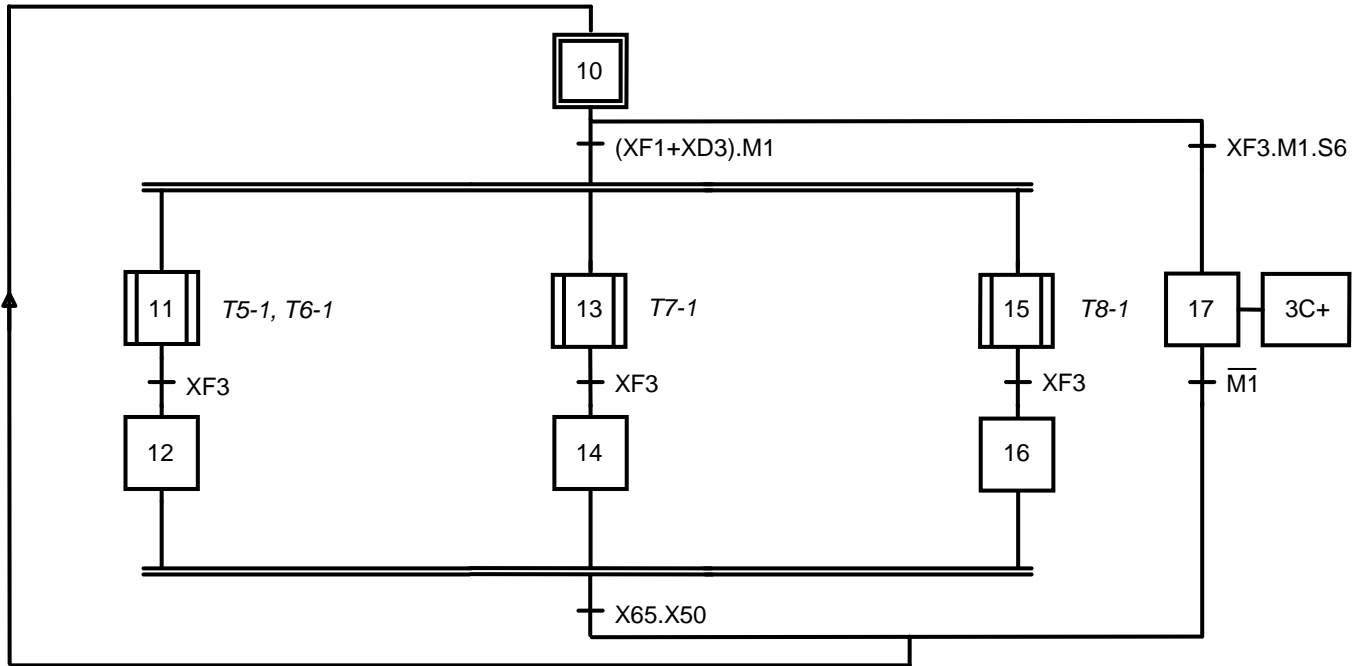 10
(XF1+XD3).M1
XF3.M1.S6
11
T5-1, T6-1
13
T7-1
15
T8-1
17
3C+
XF3
XF3
XF3
M̅1̅
12
14
16
X65.X50